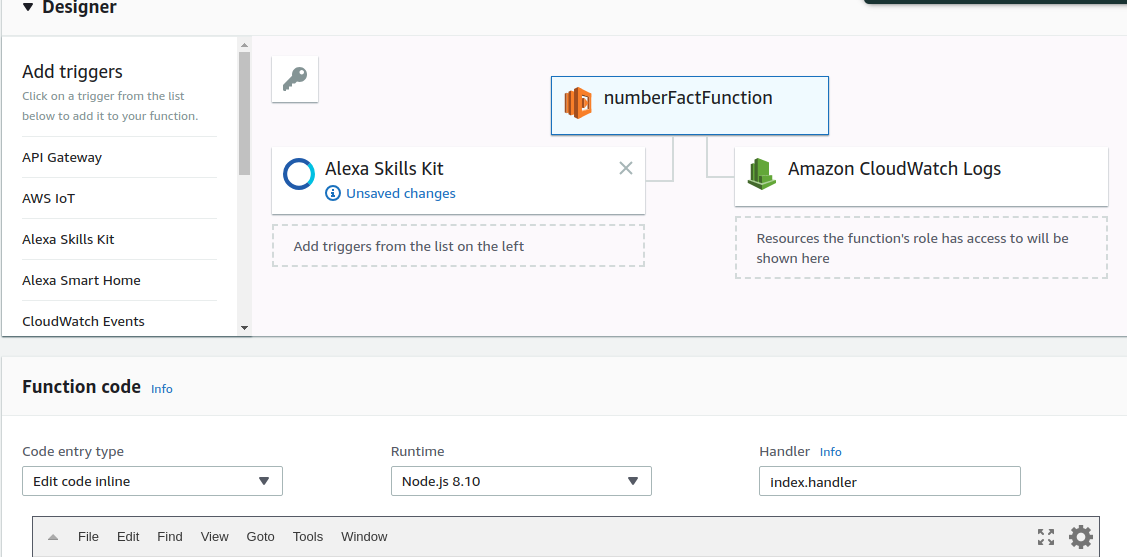 Designer
Add triggers
Click on a trigger from the list
below to add it to your function.
API Gateway
AWS IoT
Alexa Skills Kit
Alexa Smart Home
CloudWatch Events
numberFactFunction
Alexa Skills Kit
Unsaved changes
Add triggers from the list on the left
Amazon CloudWatch Logs
Resources the function's role has access to will be
shown here
Function code Info
Code entry type
Edit code inline
Runtime
Node.js 8.10
Handler Info
index.handler
File Edit Find View Goto Tools Window